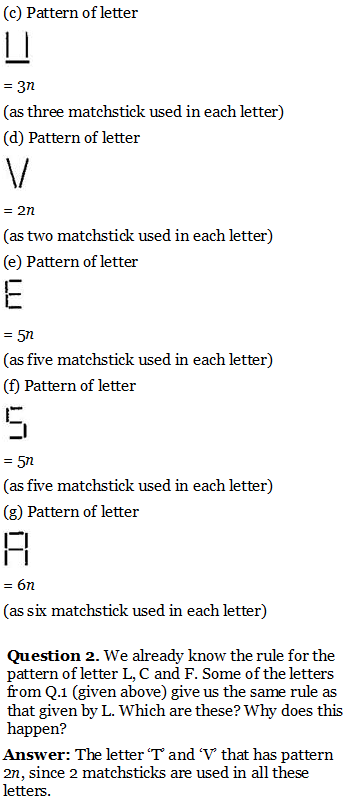 (c) Pattern of letter
U
= 3n
(as three matchstick used in each letter)
(d) Pattern of letter
V
= 2n
(as two matchstick used in each letter)
(e) Pattern of letter
E
= 5n
(as five matchstick used in each letter)
(f) Pattern of letter
S
= 5n
(as five matchstick used in each letter)
(g) Pattern of letter
A
= 6n
(as six matchstick used in each letter)
Question 2. We already know the rule for the
pattern of letter L, C and F. Some of the letters
from Q.1 (given above) give us the same rule as
that given by L. Which are these? Why does this
happen?
Answer: The letter ‘T’ and ‘V’ that has pattern
2n, since 2 matchsticks are used in all these
letters.